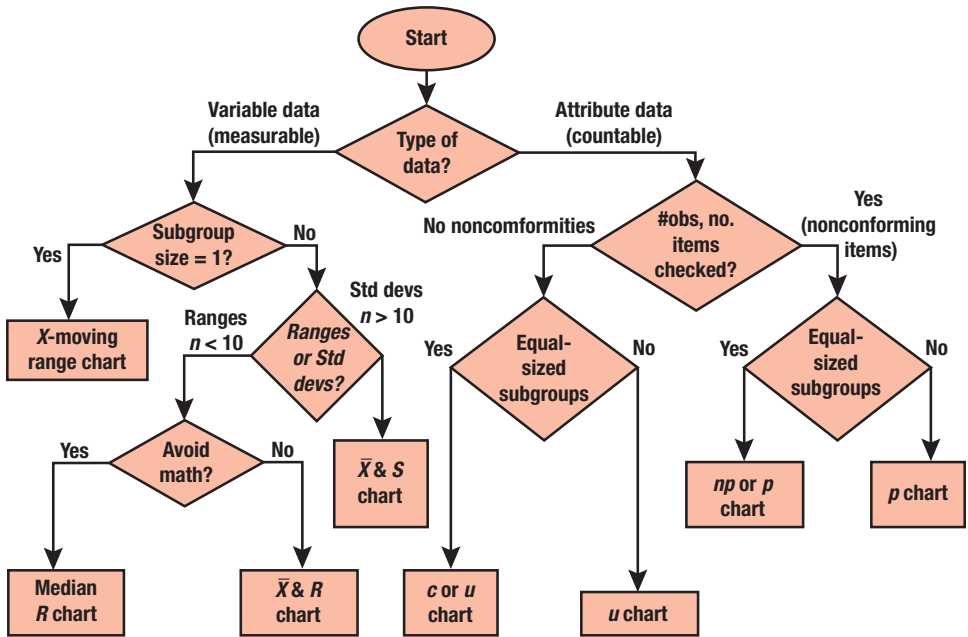 Start
Variable data
(measurable)
Type of
data?
Attribute data
(countable)
Subgroup
size = 1?
Yes
No
X-moving
range chart
Ranges
n < 10
Ranges
or Std
devs?
Std devs
n > 10
Avoid
math?
Yes
No
X̄ & S
chart
Median
R chart
X̄ & R
chart
No noncomformities
#obs, no.
items
checked?
Yes
(nonconforming
items)
Yes
Equal-
sized
subgroups
No
Yes
Equal-
sized
subgroups
No
np or p
chart
p chart
c or u
chart
u chart